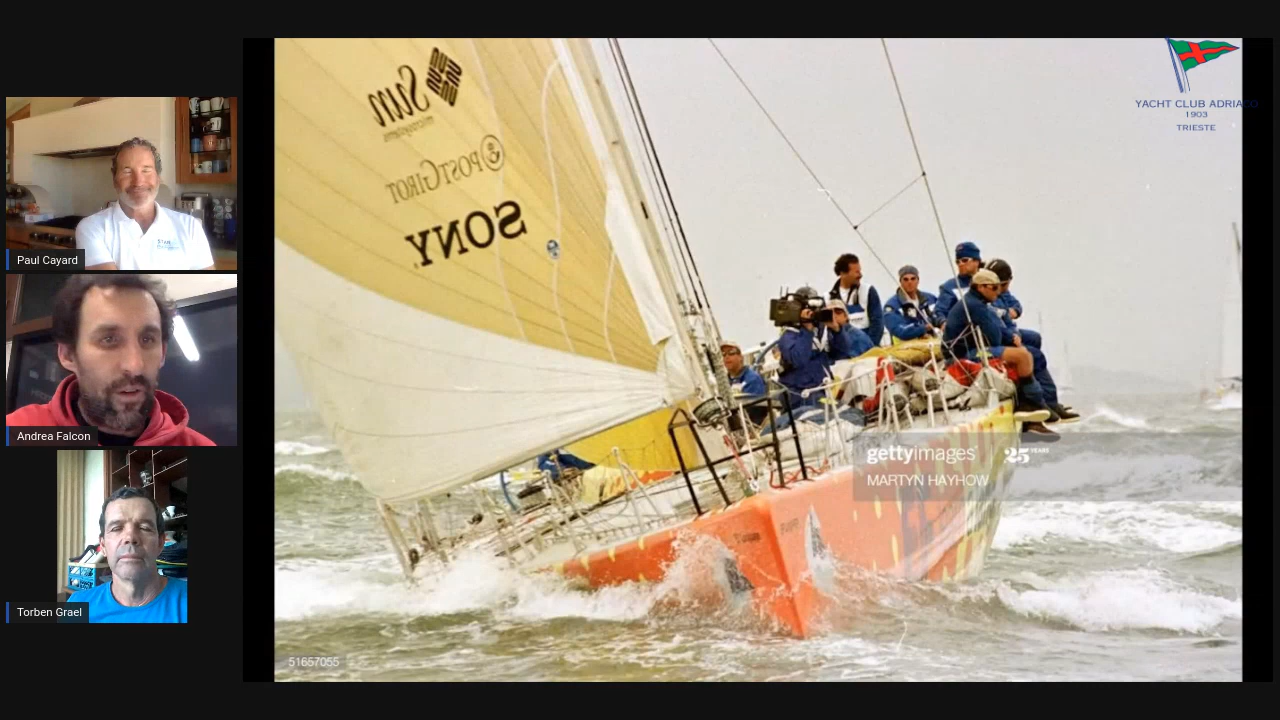 Paul Cayard
Andrea Falcon
Torben Grael
Sun
microsystems
POSTGIROT
SONY
YACHT CLUB ADRIACO
1903
TRIESTE
gettyimages
25 YEARS
MARTYN HAYHOW
51657055